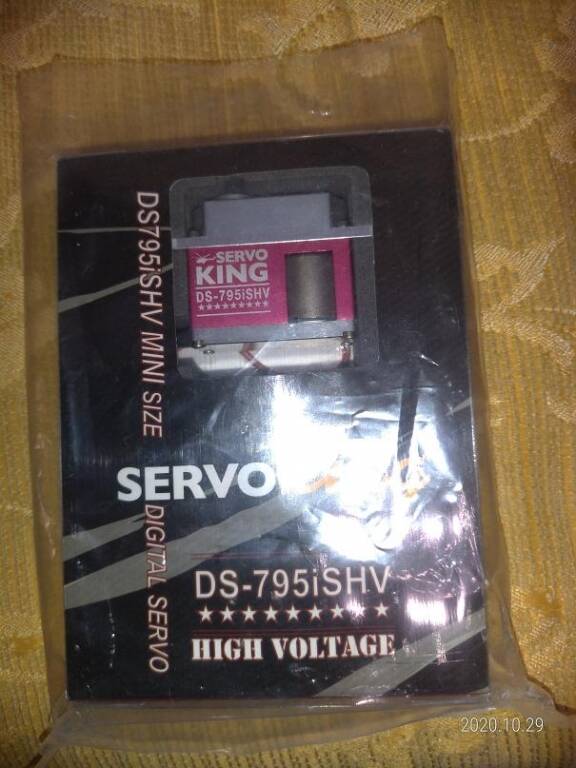 SERVO
KING
DS-795iSHV
★★★★★★★★★
DS795iSHV MINI SIZE DIGITAL SERVO
SERVO
DS-795iSHV
★★★★★★★★★
HIGH VOLTAGE
2020.10.29